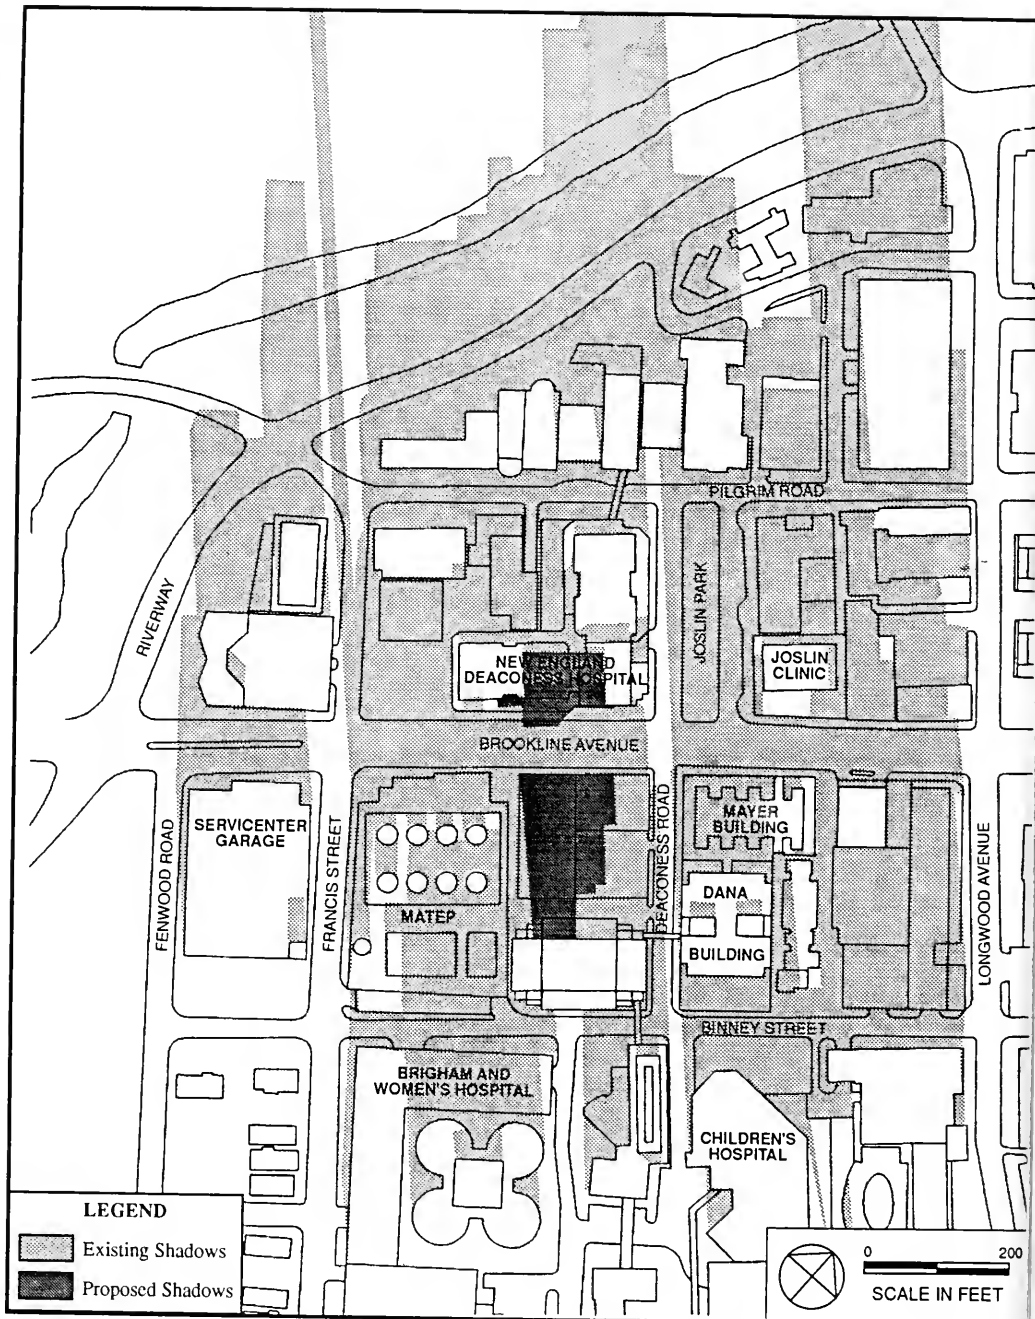 PILGRIM ROAD
RIVERWAY
JOSLIN PARK
NEW ENGLAND
DEACONESS HOSPITAL
JOSLIN
CLINIC
BROOKLINE AVENUE
FENWOOD ROAD
SERVICENTER
GARAGE
FRANCIS STREET
MATEP
DEACONESS ROAD
MAYER
BUILDING
DANA
BUILDING
LONGWOOD AVENUE
BINNEY STREET
BRIGHAM AND
WOMEN'S HOSPITAL
CHILDREN'S
HOSPITAL
LEGEND
Existing Shadows
Proposed Shadows
0 200
SCALE IN FEET